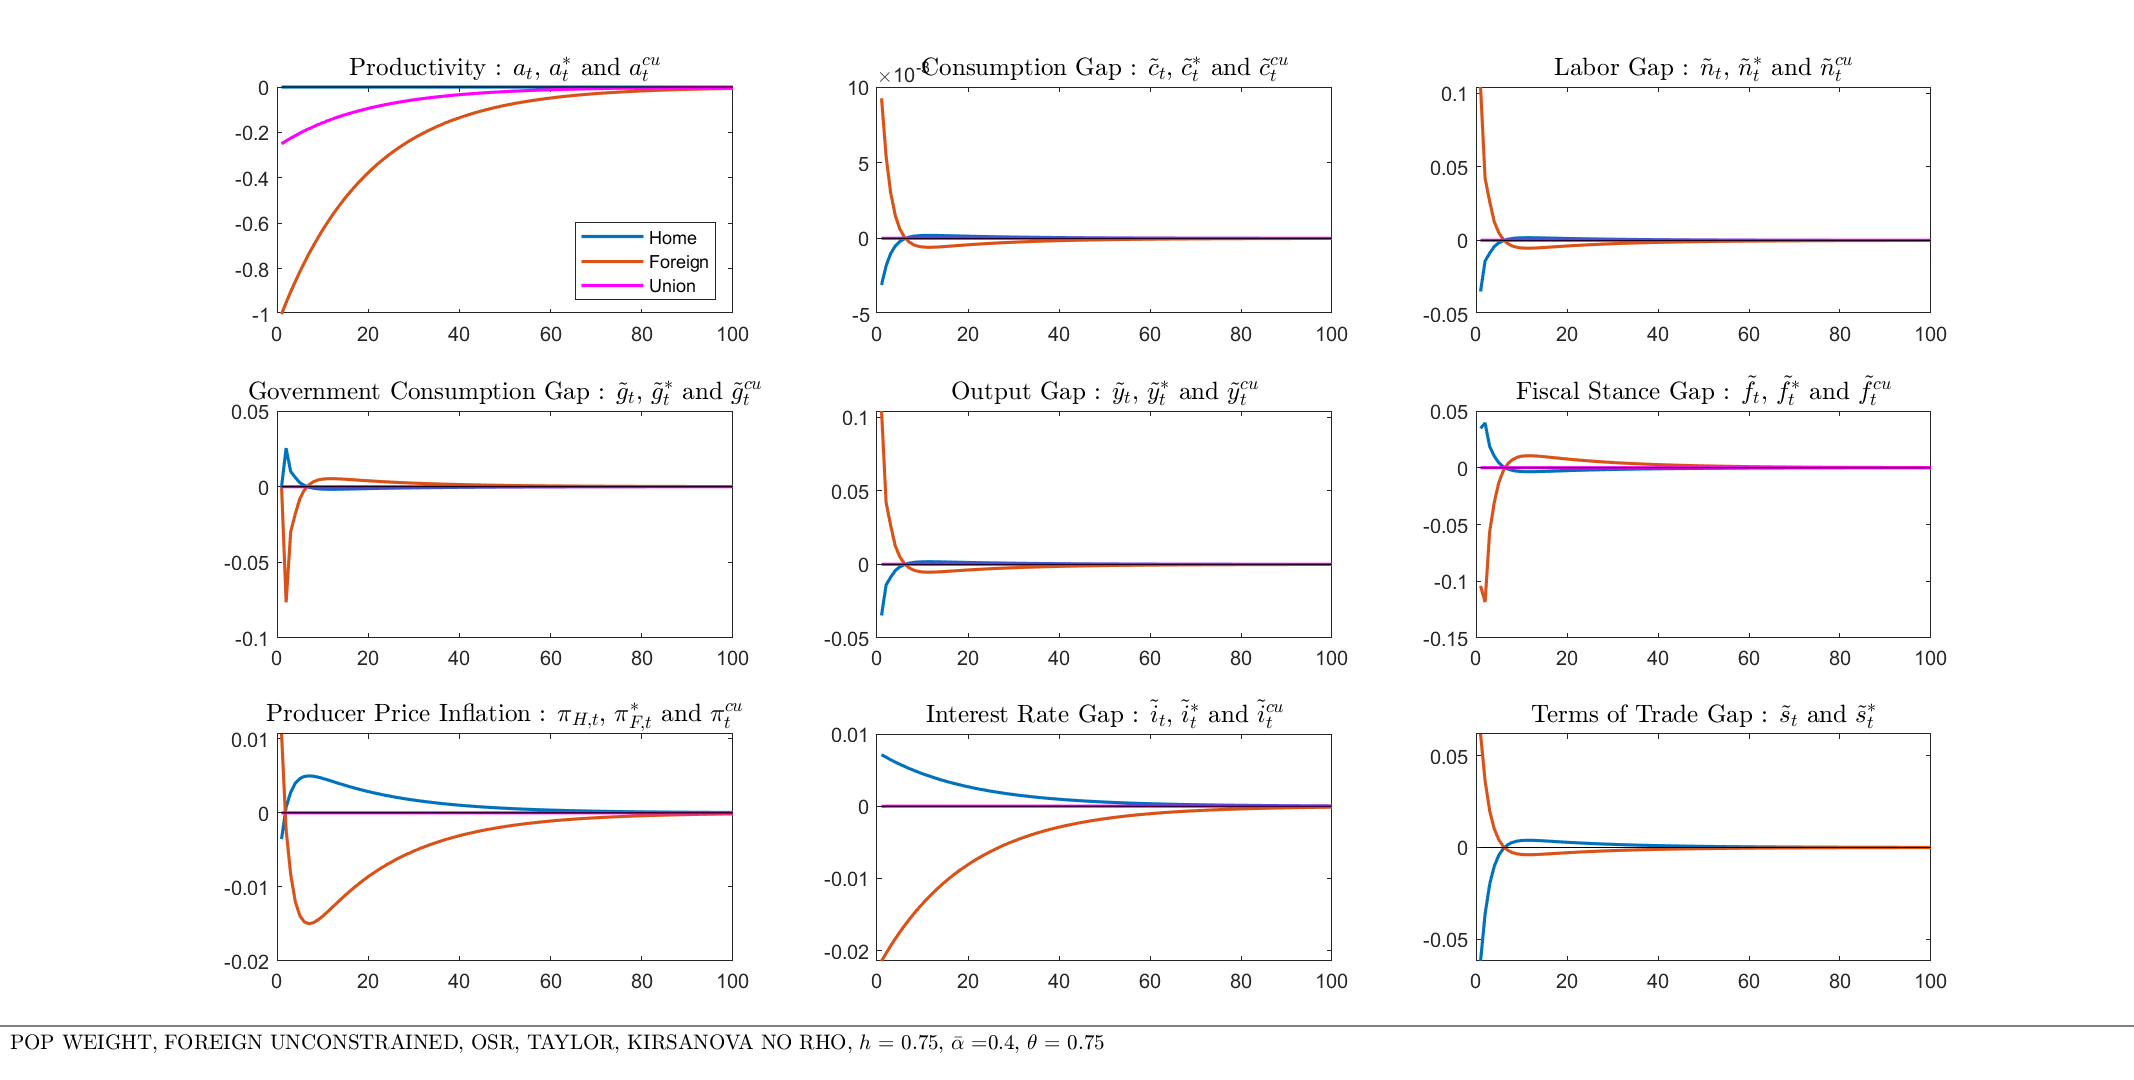 Productivity : a_t, a_t^* and a_t^{cu}
0
-0.2
-0.4
-0.6
-0.8
-1
0 20 40 60 80 100
Home
Foreign
Union
×10^{-3}
Consumption Gap : c̃_t, c̃_t^* and c̃_t^{cu}
10
5
0
-5
0 20 40 60 80 100
Labor Gap : ñ_t, ñ_t^* and ñ_t^{cu}
0.1
0.05
0
-0.05
0 20 40 60 80 100
Government Consumption Gap : g̃_t, g̃_t^* and g̃_t^{cu}
0.05
0
-0.05
-0.1
0 20 40 60 80 100
Output Gap : ỹ_t, ỹ_t^* and ỹ_t^{cu}
0.1
0.05
0
-0.05
0 20 40 60 80 100
Fiscal Stance Gap : f̃_t, f̃_t^* and f̃_t^{cu}
0.05
0
-0.05
-0.1
-0.15
0 20 40 60 80 100
Producer Price Inflation : π_{H,t}, π_{F,t}^* and π_t^{cu}
0.01
0
-0.01
-0.02
0 20 40 60 80 100
Interest Rate Gap : ĩ_t, ĩ_t^* and ĩ_t^{cu}
0.01
0
-0.01
-0.02
0 20 40 60 80 100
Terms of Trade Gap : s̃_t and s̃_t^*
0.05
0
-0.05
0 20 40 60 80 100
POP WEIGHT, FOREIGN UNCONSTRAINED, OSR, TAYLOR, KIRSANOVA NO RHO, h = 0.75, ᾱ =0.4, θ = 0.75